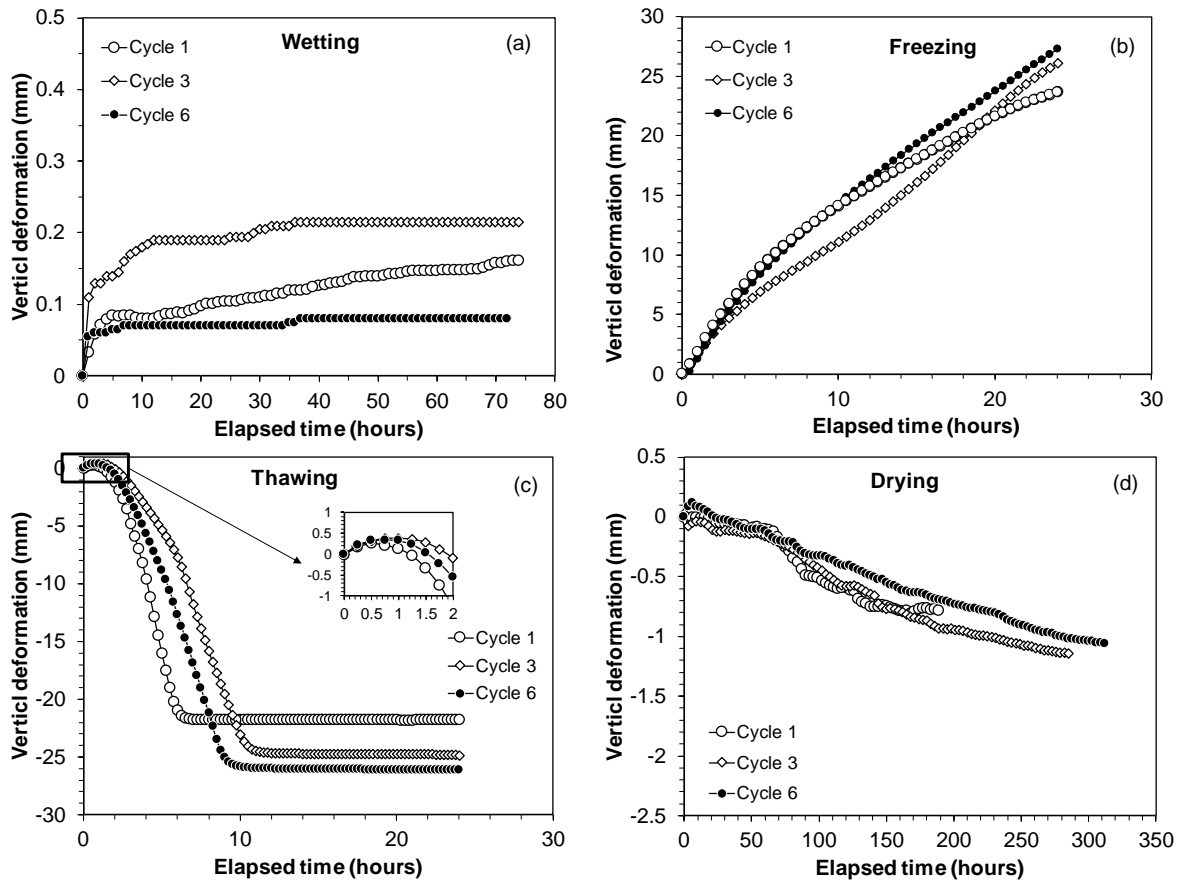 Wetting
(a)
Cycle 1
Cycle 3
Cycle 6
Verticl deformation (mm)
0.5
0.4
0.3
0.2
0.1
0
0 10 20 30 40 50 60 70 80
Elapsed time (hours)
Freezing
(b)
Cycle 1
Cycle 3
Cycle 6
Verticl deformation (mm)
30
25
20
15
10
5
0
0 10 20 30
Elapsed time (hours)
Thawing
(c)
Verticl deformation (mm)
0
-5
-10
-15
-20
-25
-30
1
0.5
0
-0.5
-1
0 0.5 1 1.5 2
Cycle 1
Cycle 3
Cycle 6
0 10 20 30
Elapsed time (hours)
Drying
(d)
Verticl deformation (mm)
0.5
0
-0.5
-1
-1.5
-2
-2.5
Cycle 1
Cycle 3
Cycle 6
0 50 100 150 200 250 300 350
Elapsed time (hours)